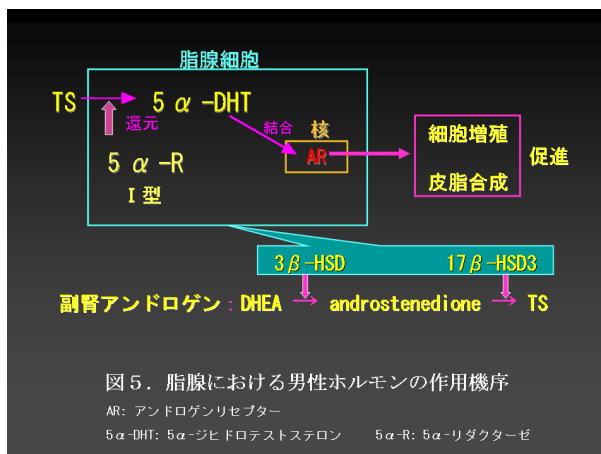 脂腺細胞
TS
5α-DHT
還元
結合
核
AR
5α-R
Ⅰ型
細胞増殖
皮脂合成
促進
3β-HSD
17β-HSD3
副腎アンドロゲン:DHEA → androstenedione → TS
図5.脂腺における男性ホルモンの作用機序
AR: アンドロゲンリセプター
5α-DHT: 5α-ジヒドロテストステロン 5α-R: 5α-リダクターゼ